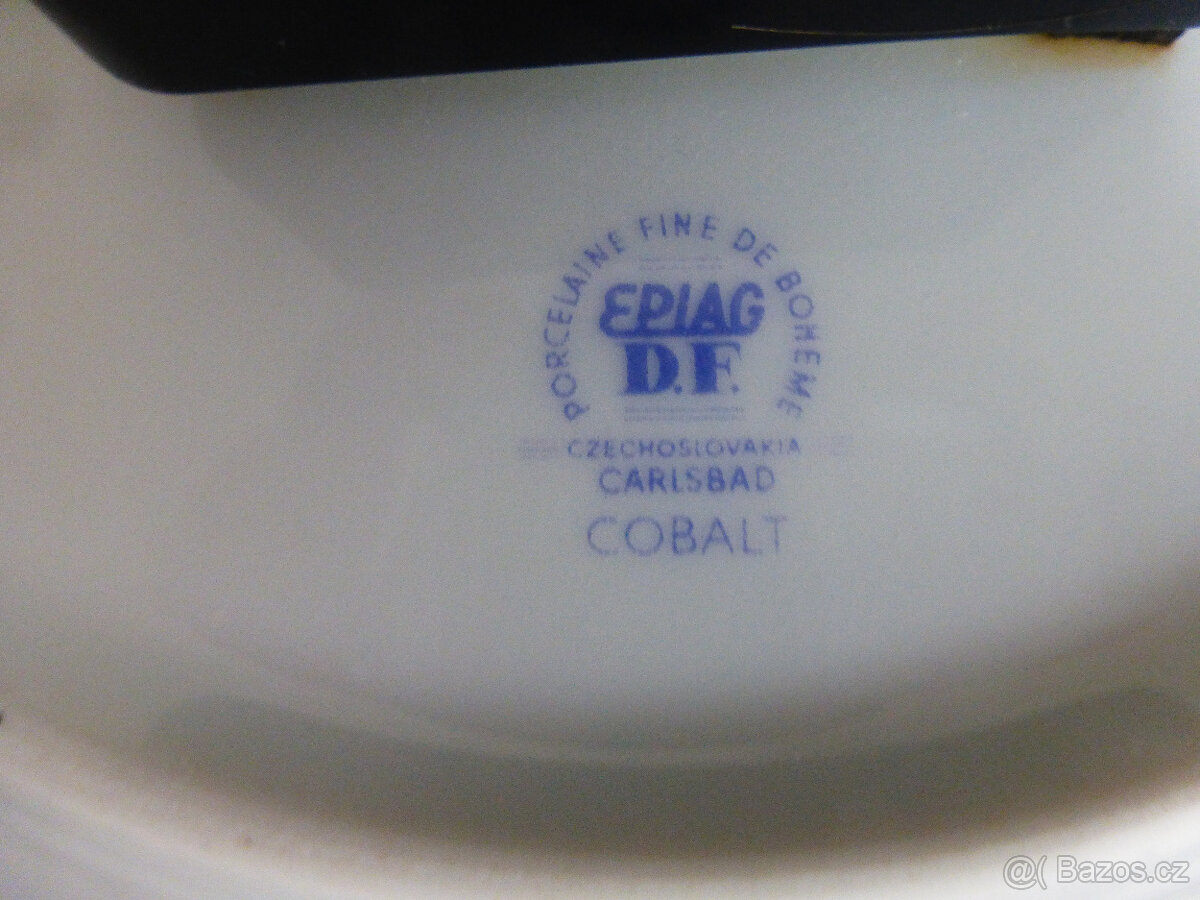 PORCELAINE FINE DE BOHEME
EPIAG
D.F.
CZECHOSLOVAKIA
CARLSBAD
COBALT
@( Bazos.cz